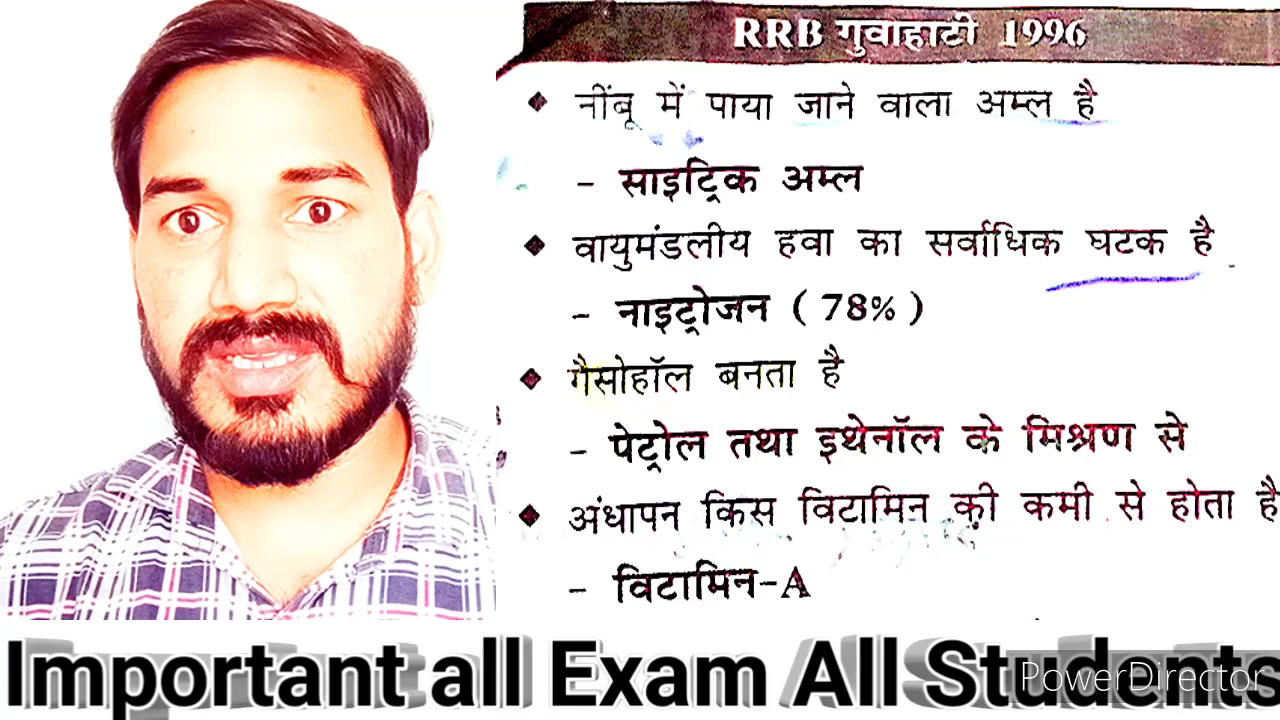 RRB गुवाहाटी 1996
◆ नींबू में पाया जाने वाला अम्ल है
- साइट्रिक अम्ल
◆ वायुमंडलीय हवा का सर्वाधिक घटक है
- नाइट्रोजन (78%)
◆ गैसोहॉल बनता है
- पेट्रोल तथा इथेनॉल के मिश्रण से
◆ अंधापन किस विटामिन की कमी से होता है
- विटामिन-A
Important all Exam All Students
PowerDirector